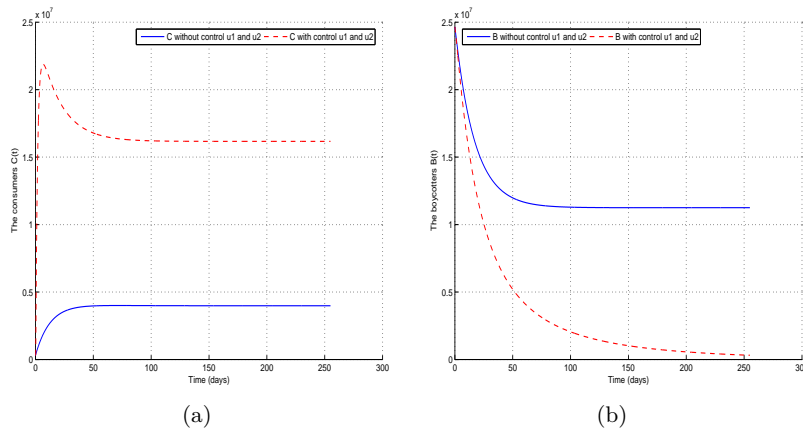 x 10^7
C without control u1 and u2
C with control u1 and u2
The consumers C(t)
2.5
2
1.5
1
0.5
0
0 50 100 150 200 250 300
Time (days)
(a)
x 10^7
B without control u1 and u2
B with control u1 and u2
The boycotters B(t)
2.5
2
1.5
1
0.5
0
0 50 100 150 200 250 300
Time (days)
(b)